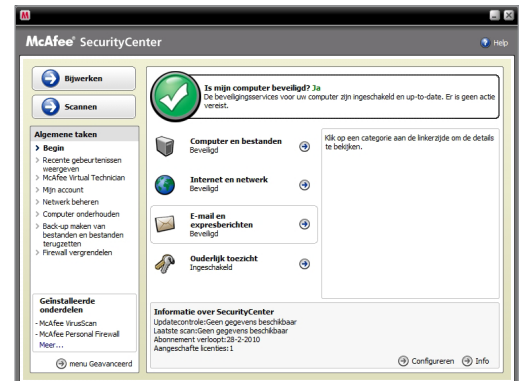 McAfee® SecurityCenter
Help
Bijwerken
Scannen
Algemene taken
Begin
Recente gebeurtenissen
weergeven
McAfee Virtual Technician
Mijn account
Netwerk beheren
Computer onderhouden
Back-up maken van
bestanden en bestanden
terugzetten
Firewall vergrendelen
Geïnstalleerde
onderdelen
- McAfee VirusScan
- McAfee Personal Firewall
Meer...
menu Geavanceerd
Is mijn computer beveiligd? Ja
De beveiligingsservices voor uw computer zijn ingeschakeld en up-to-date. Er is geen actie
vereist.
Computer en bestanden
Beveiligd
Internet en netwerk
Beveiligd
E-mail en
expresberichten
Beveiligd
Ouderlijk toezicht
Ingeschakeld
Klik op een categorie aan de linkerzijde om de details
te bekijken.
Informatie over SecurityCenter
Updatecontrole:Geen gegevens beschikbaar
Laatste scan:Geen gegevens beschikbaar
Abonnement verloopt:28-2-2010
Aangeschafte licenties:1
Configureren
Info